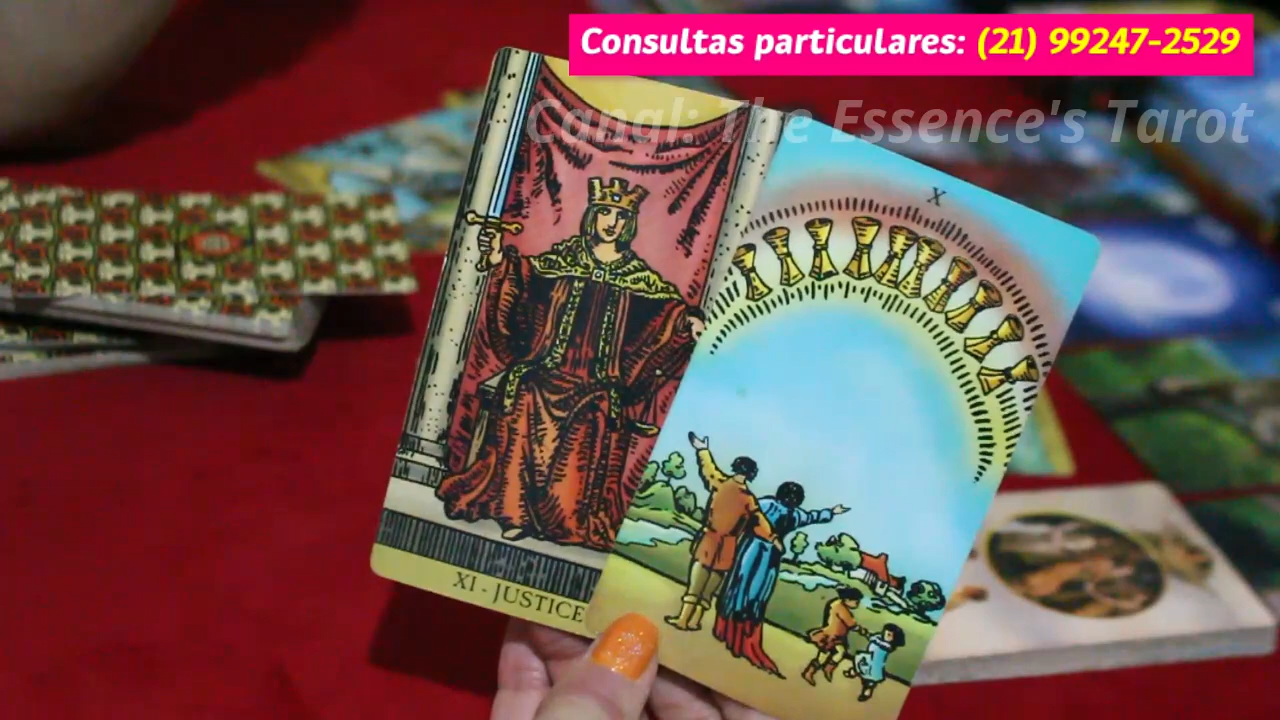 Consultas particulares: (21) 99247-2529
Canal: The Essence's Tarot
X
XI - JUSTICE